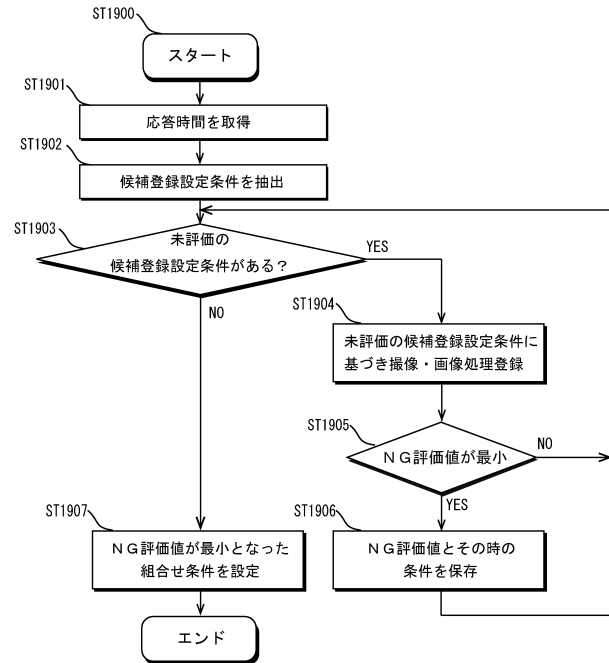 ST1900
スタート
ST1901
応答時間を取得
ST1902
候補登録設定条件を抽出
ST1903
未評価の
候補登録設定条件がある?
YES
NO
ST1904
未評価の候補登録設定条件に
基づき撮像・画像処理登録
ST1905
NG評価値が最小
NO
YES
ST1907
NG評価値が最小となった
組合せ条件を設定
ST1906
NG評価値とその時の
条件を保存
エンド